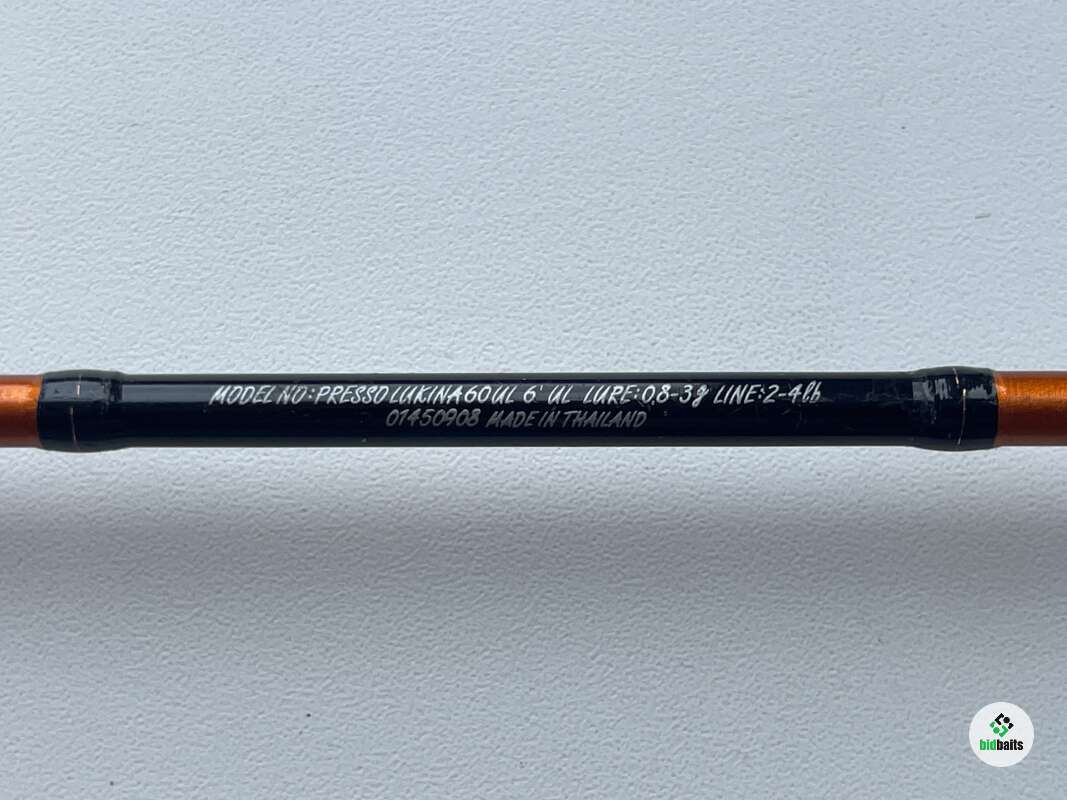 MODEL NO:PRESSO LUKINA60UL 6' UL LURE:0,8-3g LINE:2-4lb
01450908 MADE IN THAILAND
bidbaits